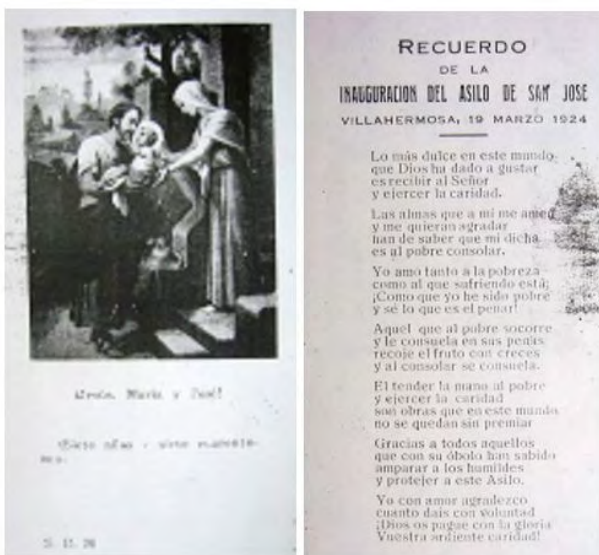 ¡Jesús, María y José!
RECUERDO
DE LA
INAUGURACION DEL ASILO DE SAN JOSE
VILLAHERMOSA, 19 MARZO 1924
Lo más dulce en este mundo
que Dios ha dado a gustar
es recibir al Señor
y ejercer la caridad.
Las almas que a mi me amen
y me quieran agradar
han de saber que mi dicha
es al pobre consolar.
Yo amo tanto a la pobreza
como al que safriendo está;
¡Como que yo he sido pobre
y sé lo que es el penar!
Aquel que al pobre socorre
y le consuela en sus penas
recoje el fruto con creces
y al consolar se consuela.
El tender la mano al pobre
y ejercer la caridad
son obras que en este mundo
no se quedan sin premiar
Gracias a todos aquellos
que con su óbolo han sabido
amparar a los humildes
y protejer a este Asilo.
Yo con amor agradezco
cuanto dais con voluntad
¡Dios os pague con la gloria
Vuestra ardiente caridad!